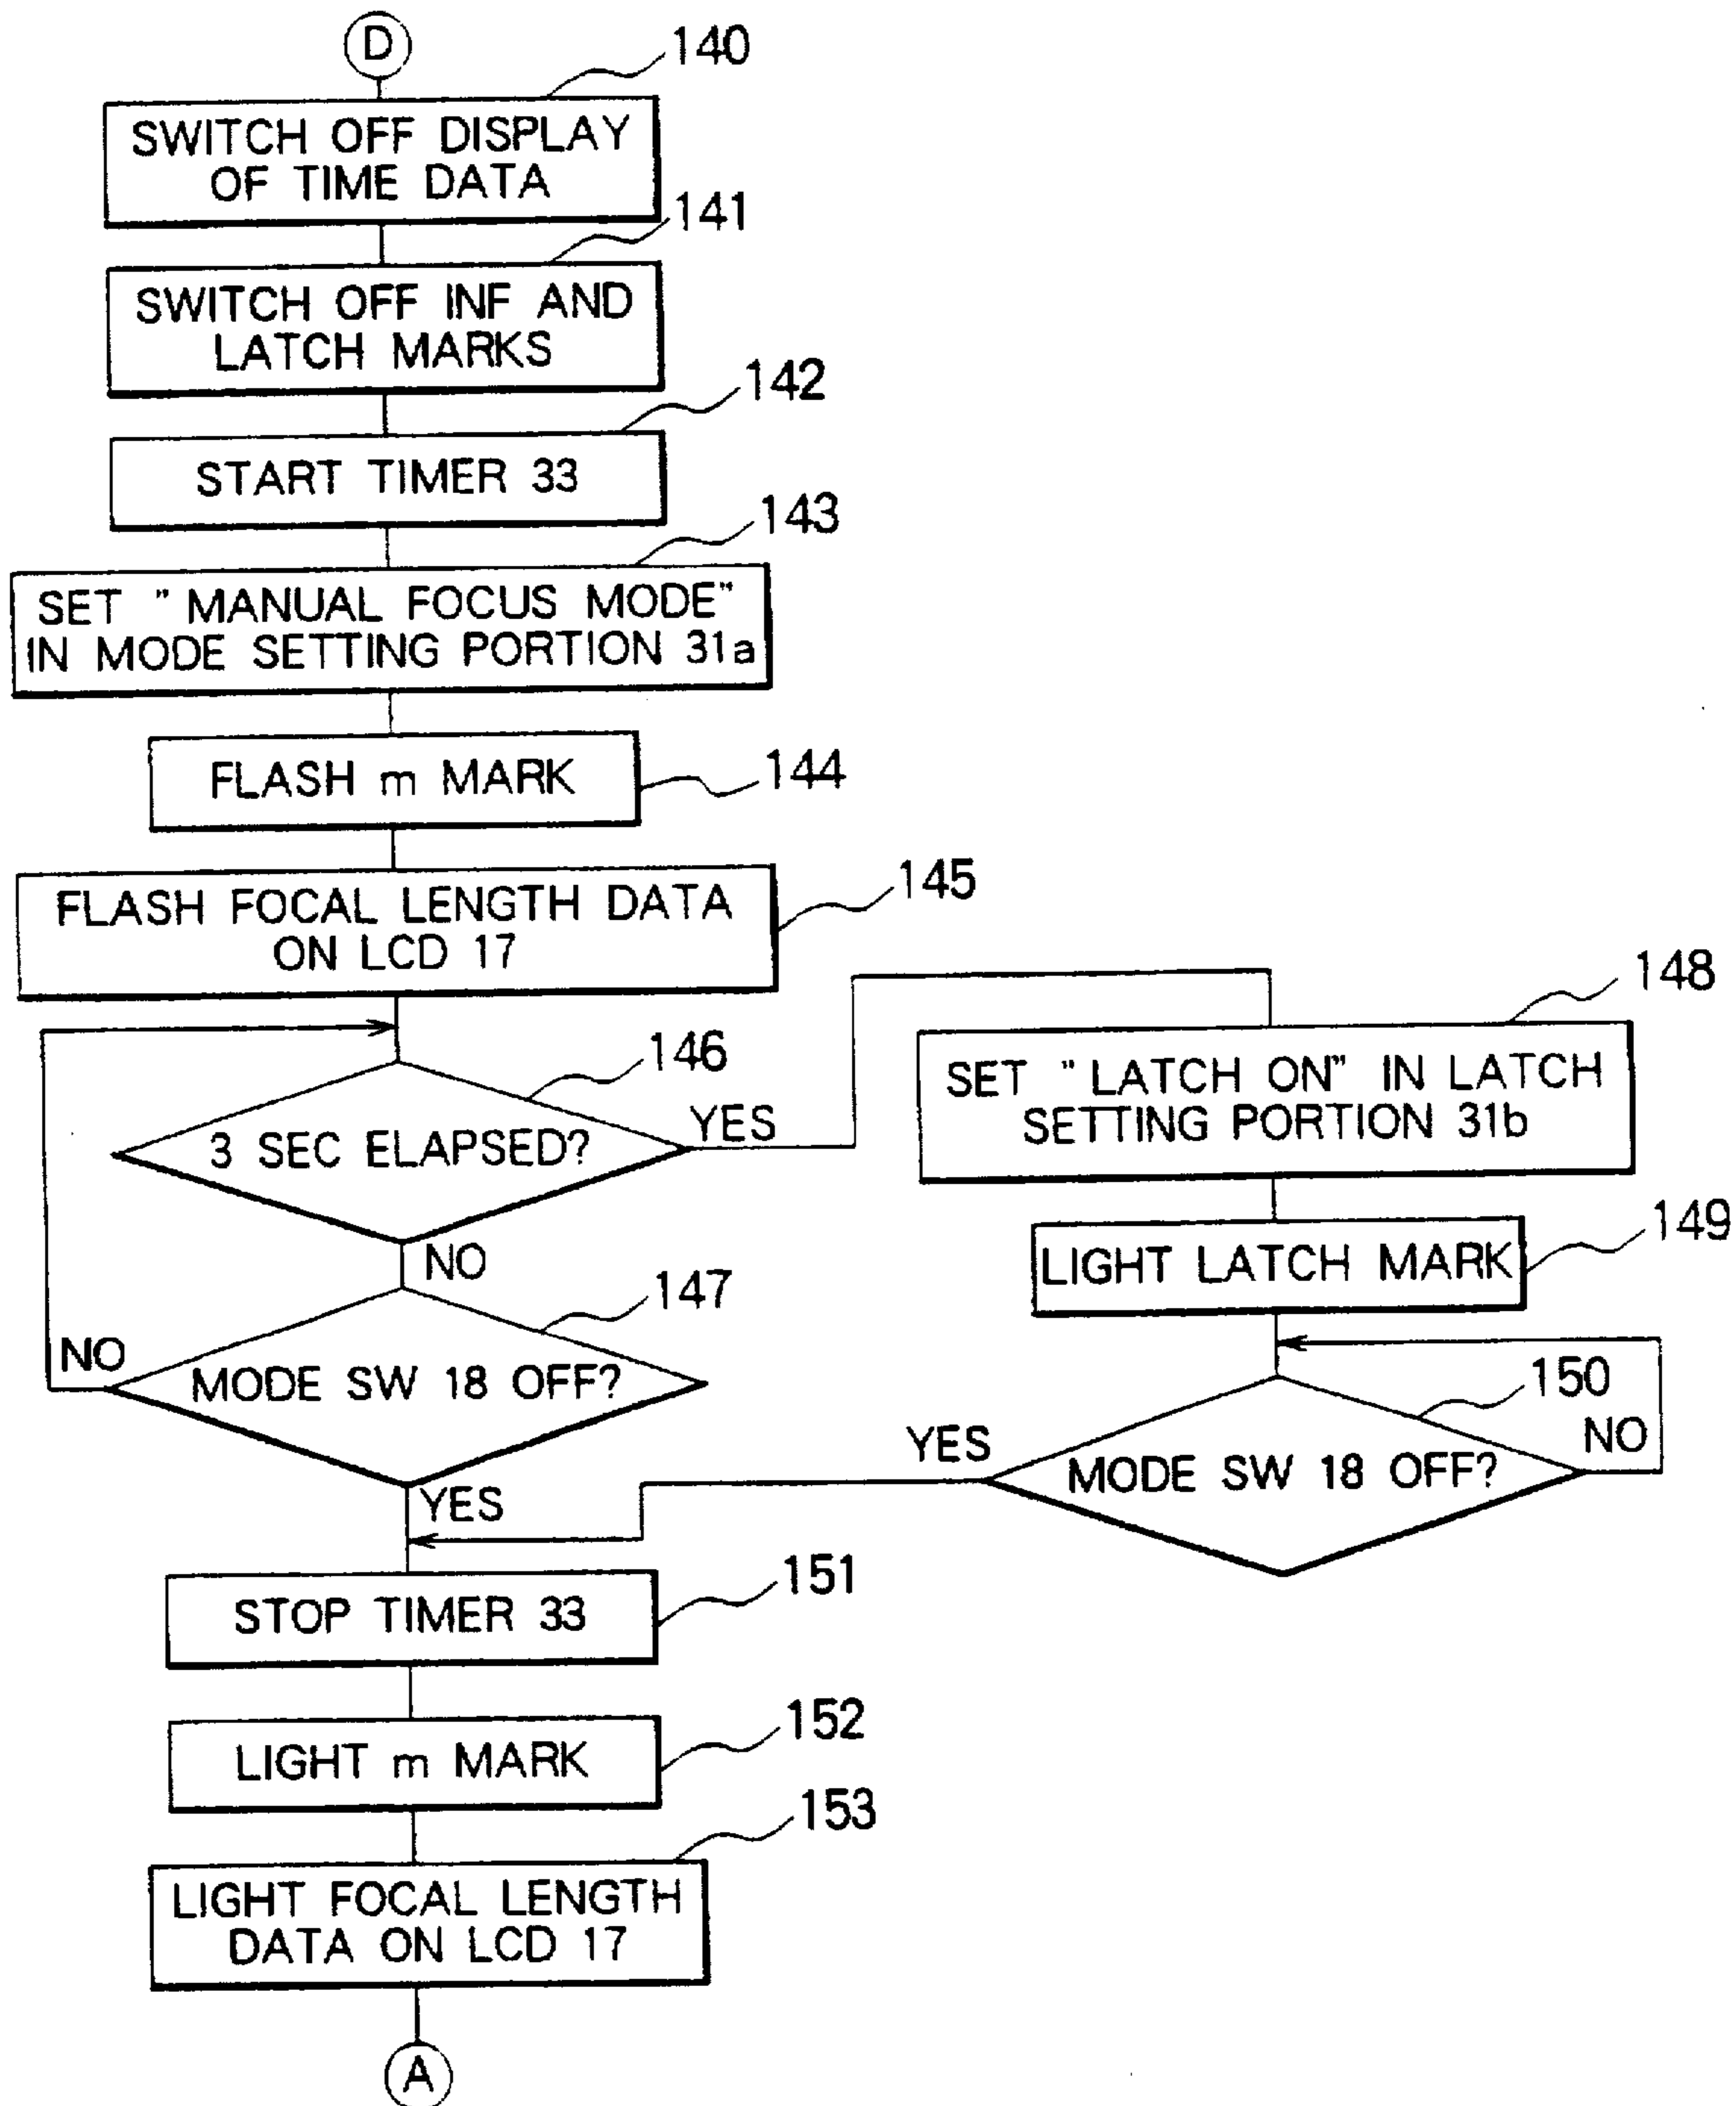 D
140
SWITCH OFF DISPLAY
OF TIME DATA
141
SWITCH OFF INF AND
LATCH MARKS
142
START TIMER 33
143
SET "MANUAL FOCUS MODE"
IN MODE SETTING PORTION 31a
FLASH m MARK
144
FLASH FOCAL LENGTH DATA
ON LCD 17
145
146
3 SEC ELAPSED?
YES
NO
147
MODE SW 18 OFF?
NO
YES
148
SET "LATCH ON" IN LATCH
SETTING PORTION 31b
149
LIGHT LATCH MARK
150
MODE SW 18 OFF?
NO
YES
151
STOP TIMER 33
152
LIGHT m MARK
153
LIGHT FOCAL LENGTH
DATA ON LCD 17
A